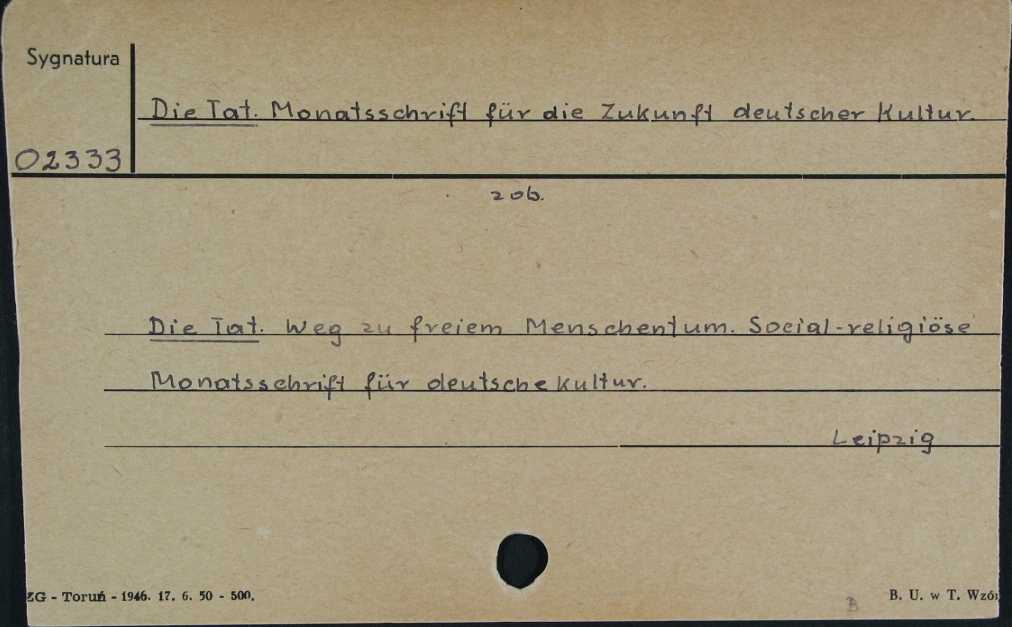 Sygnatura
Die Tat. Monatsschrift für die Zukunft deutscher Kultur.
02333
zob.
Die Tat. Weg zu freiem Menschentum. Social-religiöse
Monatsschrift für deutsche Kultur.
Leipzig
ZG - Toruń - 1946. 17. 6. 50 - 500.
B
B. U. w T. Wzór